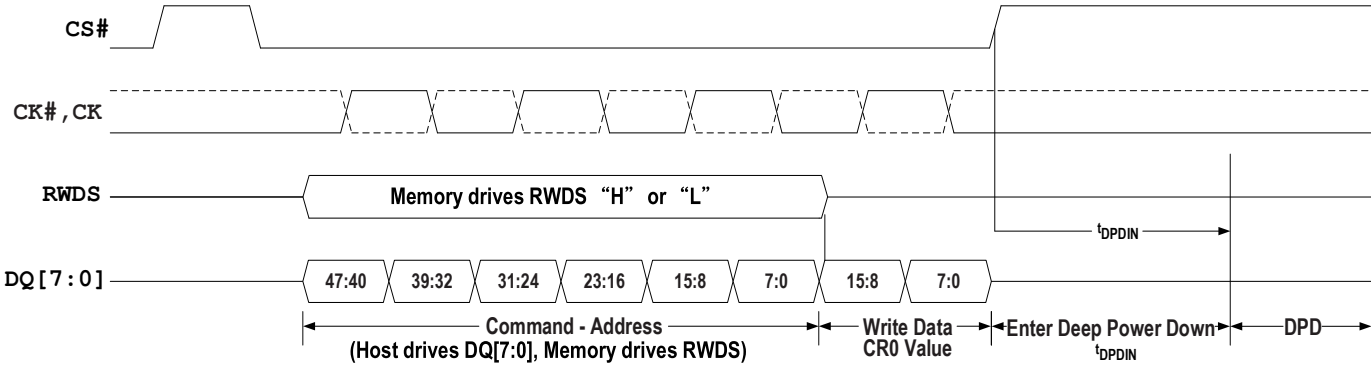 CS#
CK#,CK
RWDS
Memory drives RWDS “H” or “L”
tDPDIN
DQ[7:0]
47:40 39:32 31:24 23:16 15:8 7:0 15:8 7:0
Command - Address
(Host drives DQ[7:0], Memory drives RWDS)
Write Data
CR0 Value
Enter Deep Power Down
tDPDIN
DPD